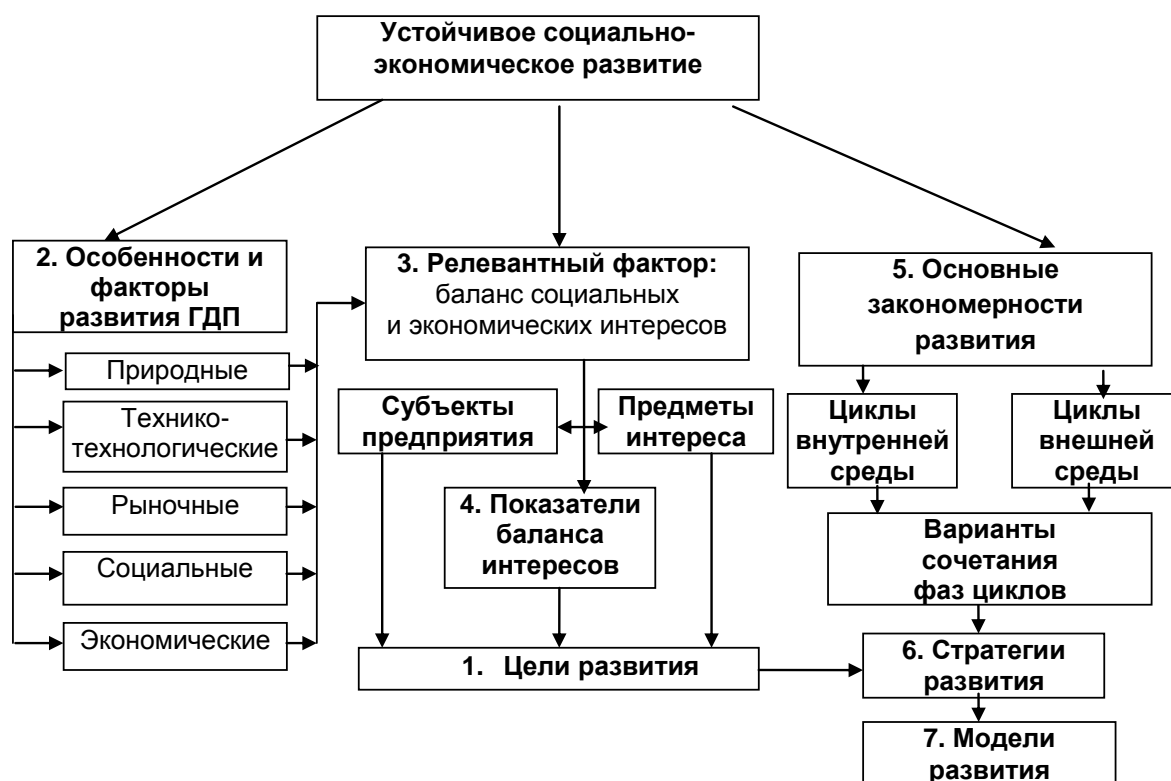 Устойчивое социально-
экономическое развитие
2. Особенности и
факторы
развития ГДП
Природные
Технико-
технологические
Рыночные
Социальные
Экономические
3. Релевантный фактор:
баланс социальных
и экономических интересов
Субъекты
предприятия
Предметы
интереса
4. Показатели
баланса
интересов
1. Цели развития
5. Основные
закономерности
развития
Циклы
внутренней
среды
Циклы
внешней
среды
Варианты
сочетания
фаз циклов
6. Стратегии
развития
7. Модели
развития